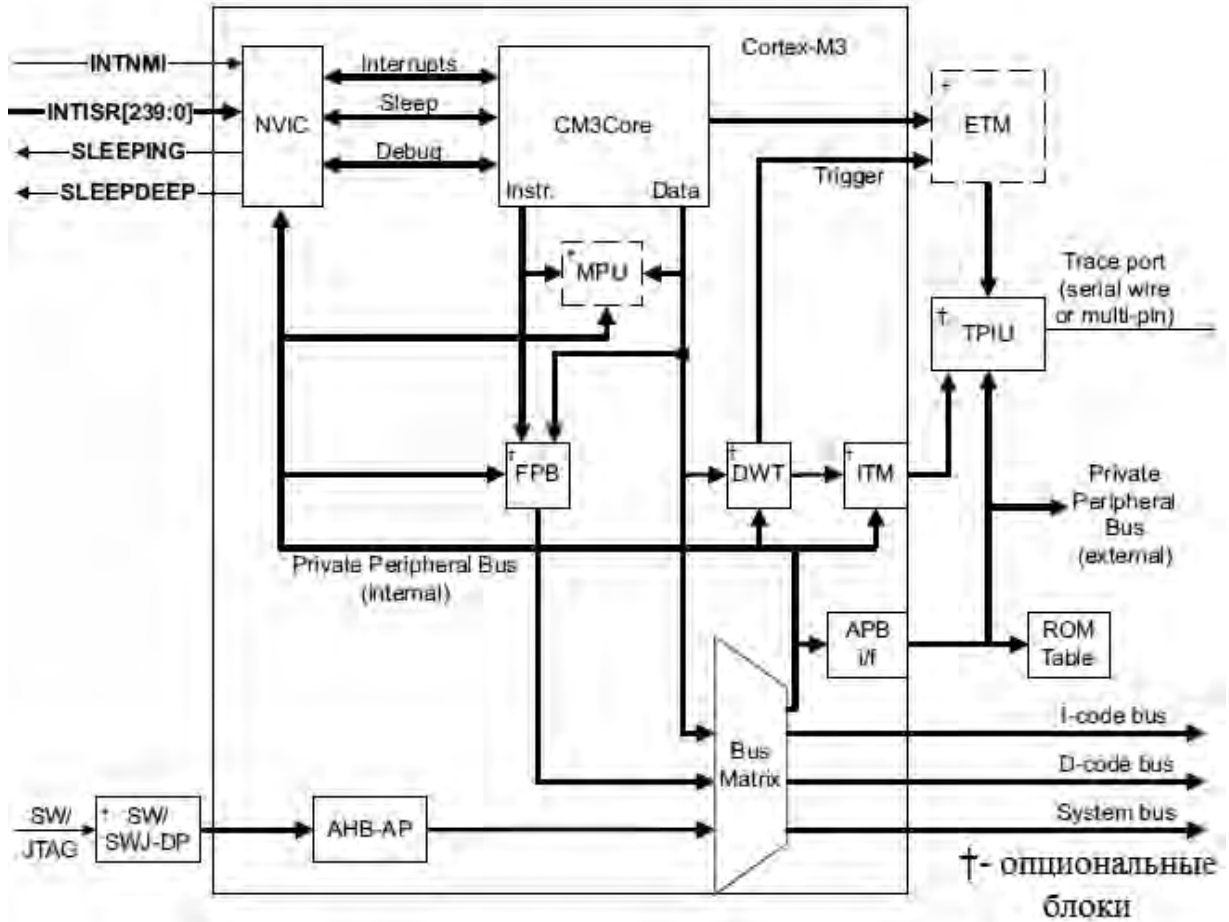 Cortex-M3
INTNMI
INTISR[239:0]
SLEEPING
SLEEPDEEP
NVIC
Interrupts
Sleep
Debug
CM3Core
Instr.
Data
ETM
†
Trigger
†
MPU
Trace port
(serial wire
or multi-pin)
†
TPIU
†
FPB
†
DWT
†
ITM
Private
Peripheral
Bus
(external)
Private Peripheral Bus
(internal)
APB
i/f
ROM
Table
I-code bus
Bus
Matrix
D-code bus
System bus
SW/
JTAG
† SW/
SWJ-DP
AHB-AP
†- опциональные
блоки